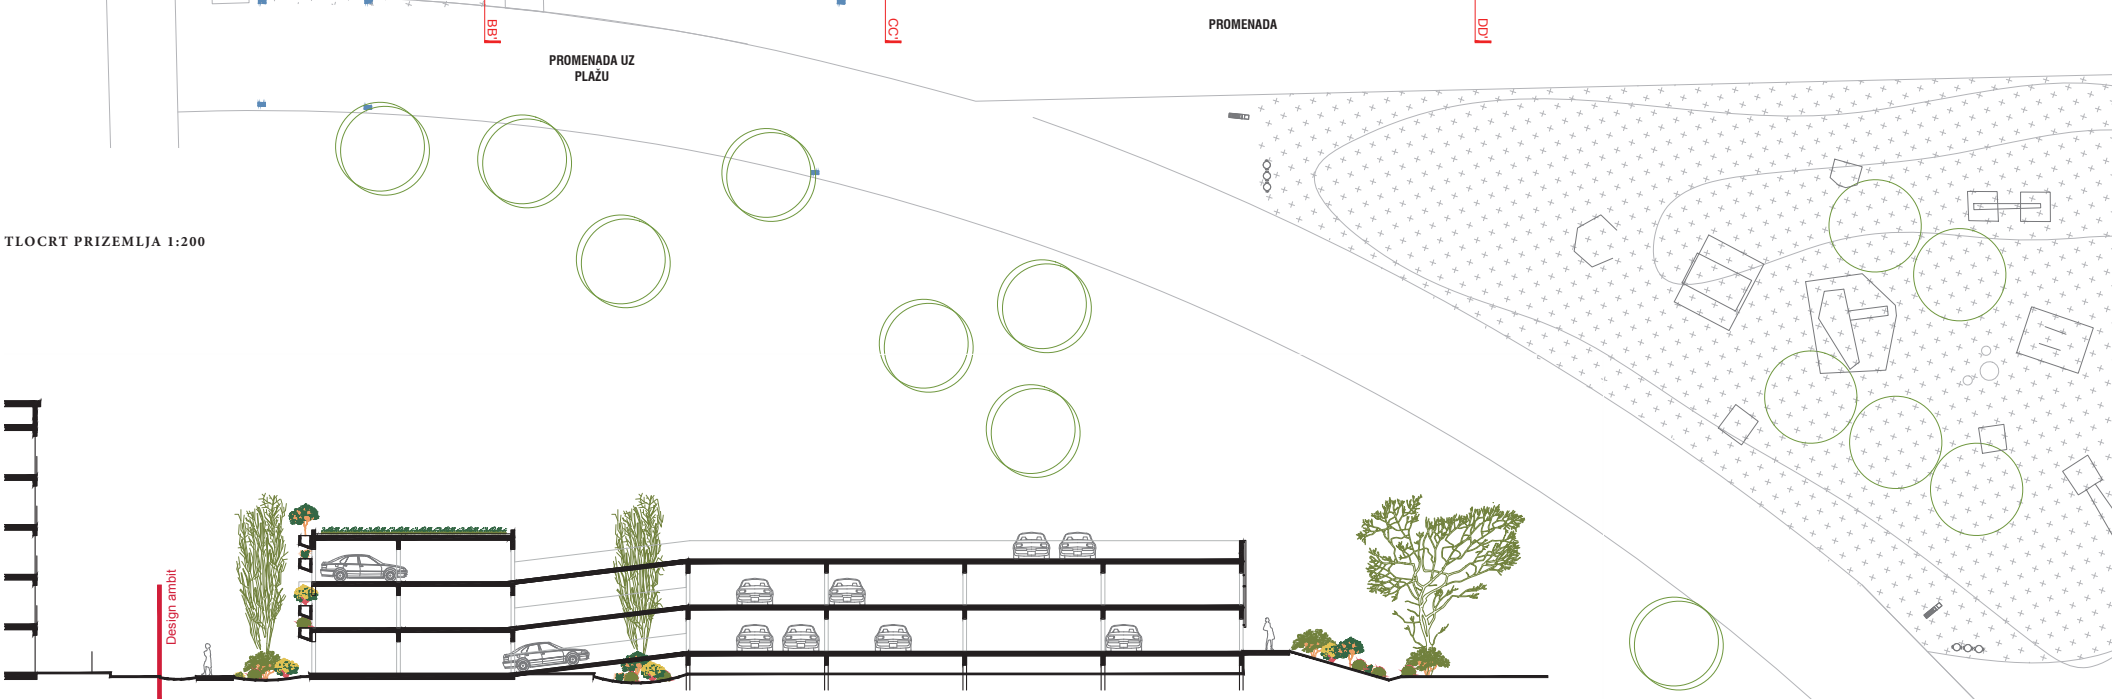 BB'
CC'
PROMENADA
DD'
PROMENADA UZ
PLAŽU
TLOCRT PRIZEMLJA 1:200
Design ambit